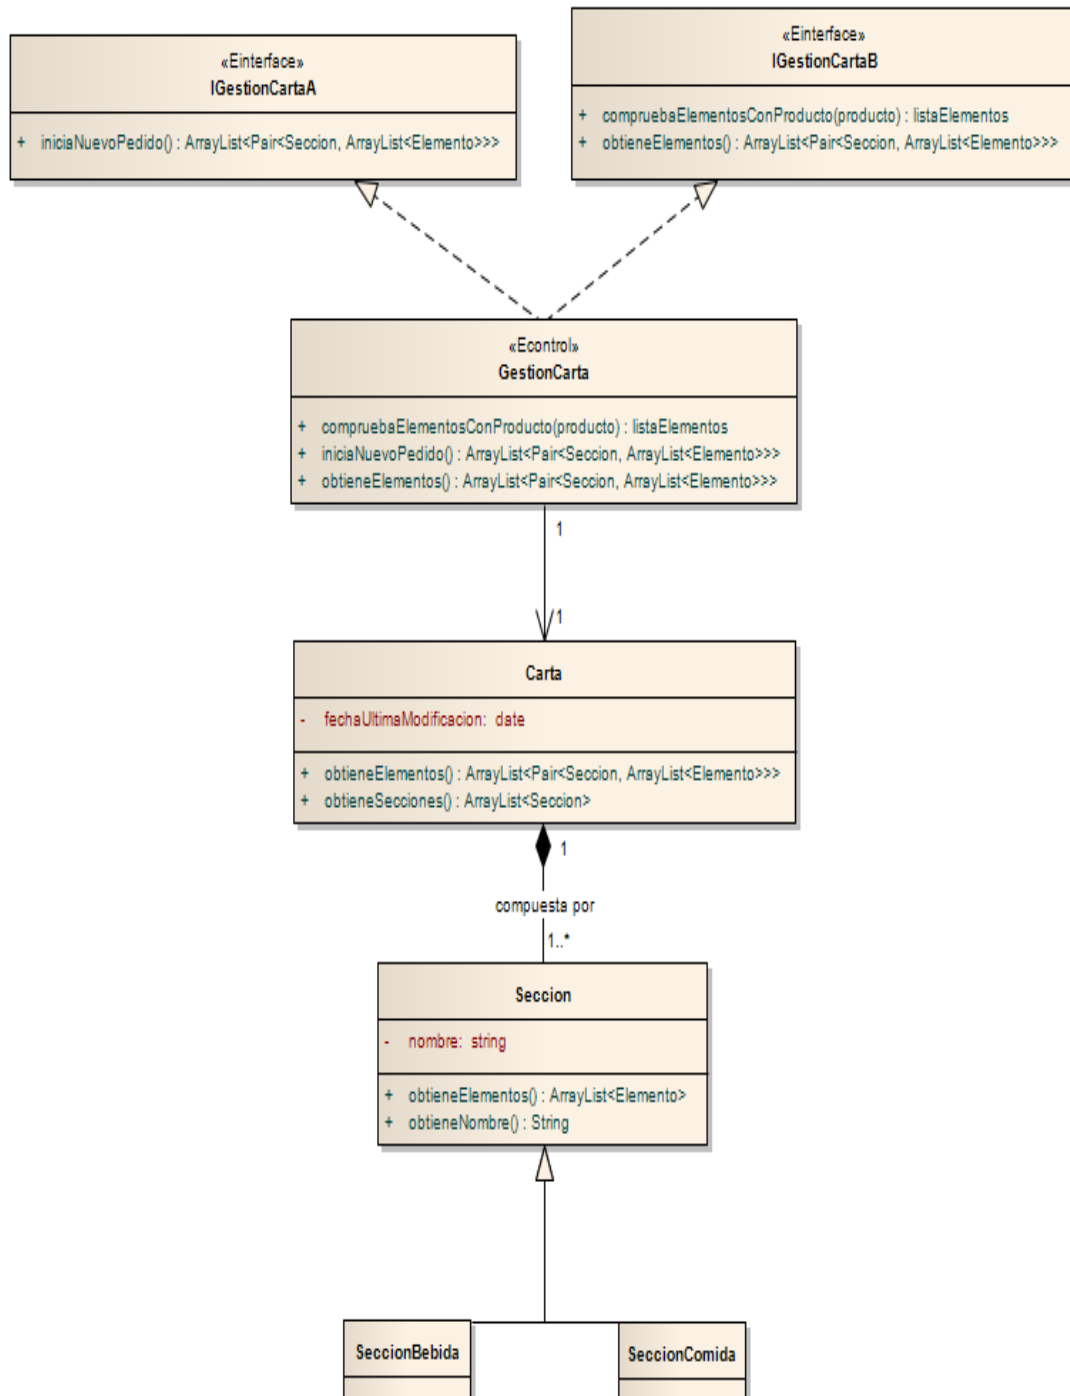 «Einterface»
IGestionCartaA
+ iniciaNuevoPedido() : ArrayList<Pair<Seccion, ArrayList<Elemento>>>
«Einterface»
IGestionCartaB
+ compruebaElementosConProducto(producto) : listaElementos
+ obtieneElementos() : ArrayList<Pair<Seccion, ArrayList<Elemento>>>
«Econtrol»
GestionCarta
+ compruebaElementosConProducto(producto) : listaElementos
+ iniciaNuevoPedido() : ArrayList<Pair<Seccion, ArrayList<Elemento>>>
+ obtieneElementos() : ArrayList<Pair<Seccion, ArrayList<Elemento>>>
1
1
Carta
- fechaUltimaModificacion: date
+ obtieneElementos() : ArrayList<Pair<Seccion, ArrayList<Elemento>>>
+ obtieneSecciones() : ArrayList<Seccion>
1
compuesta por
1..*
Seccion
- nombre: string
+ obtieneElementos() : ArrayList<Elemento>
+ obtieneNombre() : String
SeccionBebida
SeccionComida